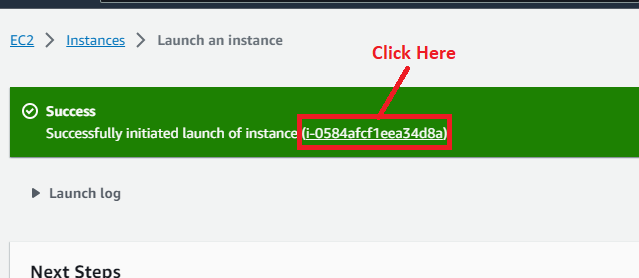 EC2 > Instances > Launch an instance
Click Here
Success
Successfully initiated launch of instance (i-0584afcf1eea34d8a)
Launch log
Next Steps